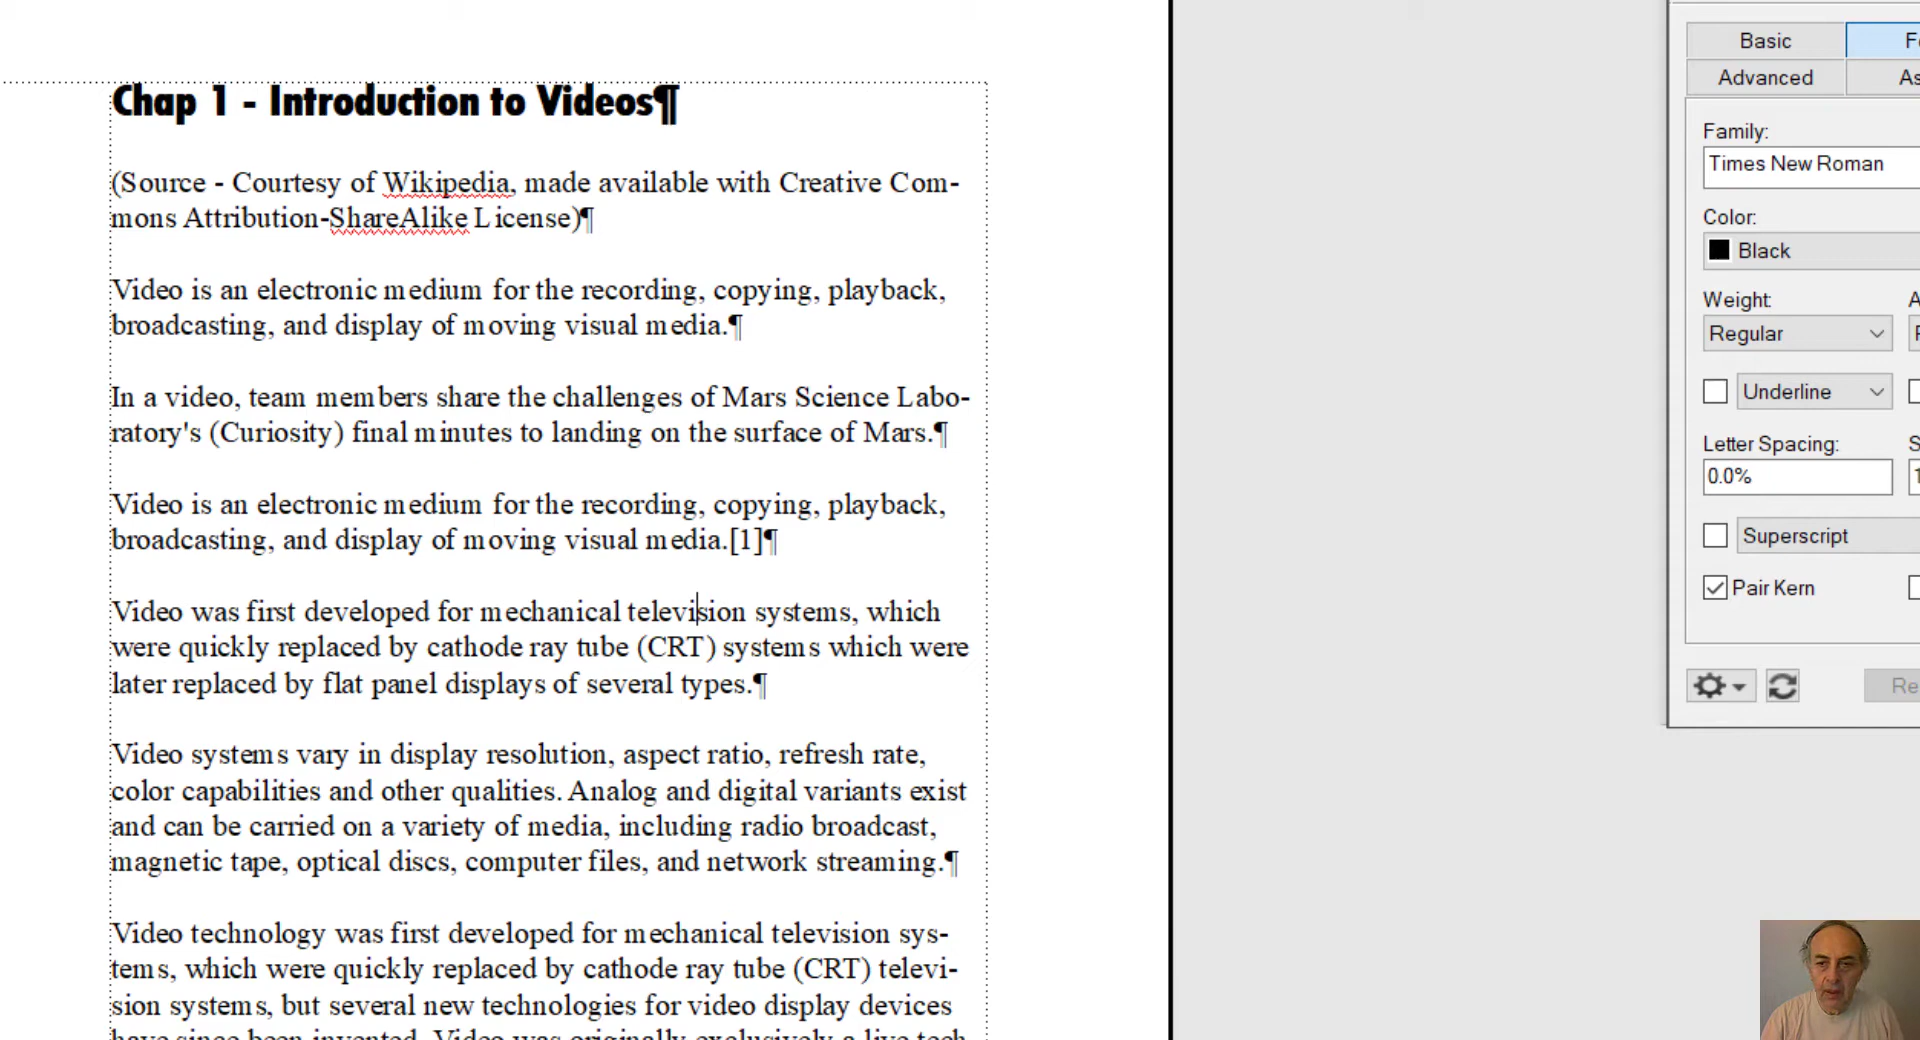 Chap 1 - Introduction to Videos¶
(Source - Courtesy of Wikipedia, made available with Creative Com-
mons Attribution-ShareAlike License)¶
Video is an electronic medium for the recording, copying, playback,
broadcasting, and display of moving visual media.¶
In a video, team members share the challenges of Mars Science Labo-
ratory's (Curiosity) final minutes to landing on the surface of Mars.¶
Video is an electronic medium for the recording, copying, playback,
broadcasting, and display of moving visual media.[1]¶
Video was first developed for mechanical television systems, which
were quickly replaced by cathode ray tube (CRT) systems which were
later replaced by flat panel displays of several types.¶
Video systems vary in display resolution, aspect ratio, refresh rate,
color capabilities and other qualities. Analog and digital variants exist
and can be carried on a variety of media, including radio broadcast,
magnetic tape, optical discs, computer files, and network streaming.¶
Video technology was first developed for mechanical television sys-
tems, which were quickly replaced by cathode ray tube (CRT) televi-
sion systems, but several new technologies for video display devices
have since been invented. Video was originally exclusively a live tech
Basic
Advanced
Family:
Times New Roman
Color:
Black
Weight:
Regular
Underline
Letter Spacing:
0.0%
Superscript
Pair Kern